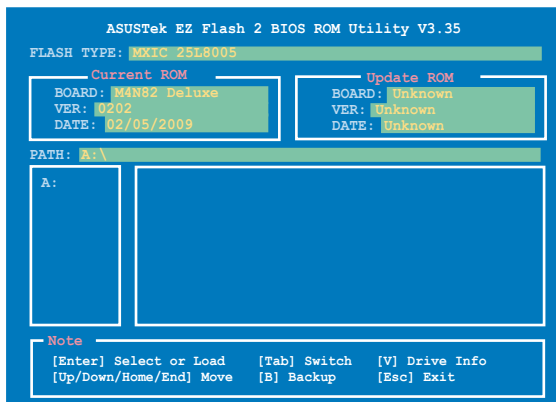 ASUSTek EZ Flash 2 BIOS ROM Utility V3.35
FLASH TYPE: MXIC 25L8005
Current ROM
BOARD: M4N82 Deluxe
VER: 0202
DATE: 02/05/2009
Update ROM
BOARD: Unknown
VER: Unknown
DATE: Unknown
PATH: A:\
A:
Note
[Enter] Select or Load [Tab] Switch [V] Drive Info
[Up/Down/Home/End] Move [B] Backup [Esc] Exit